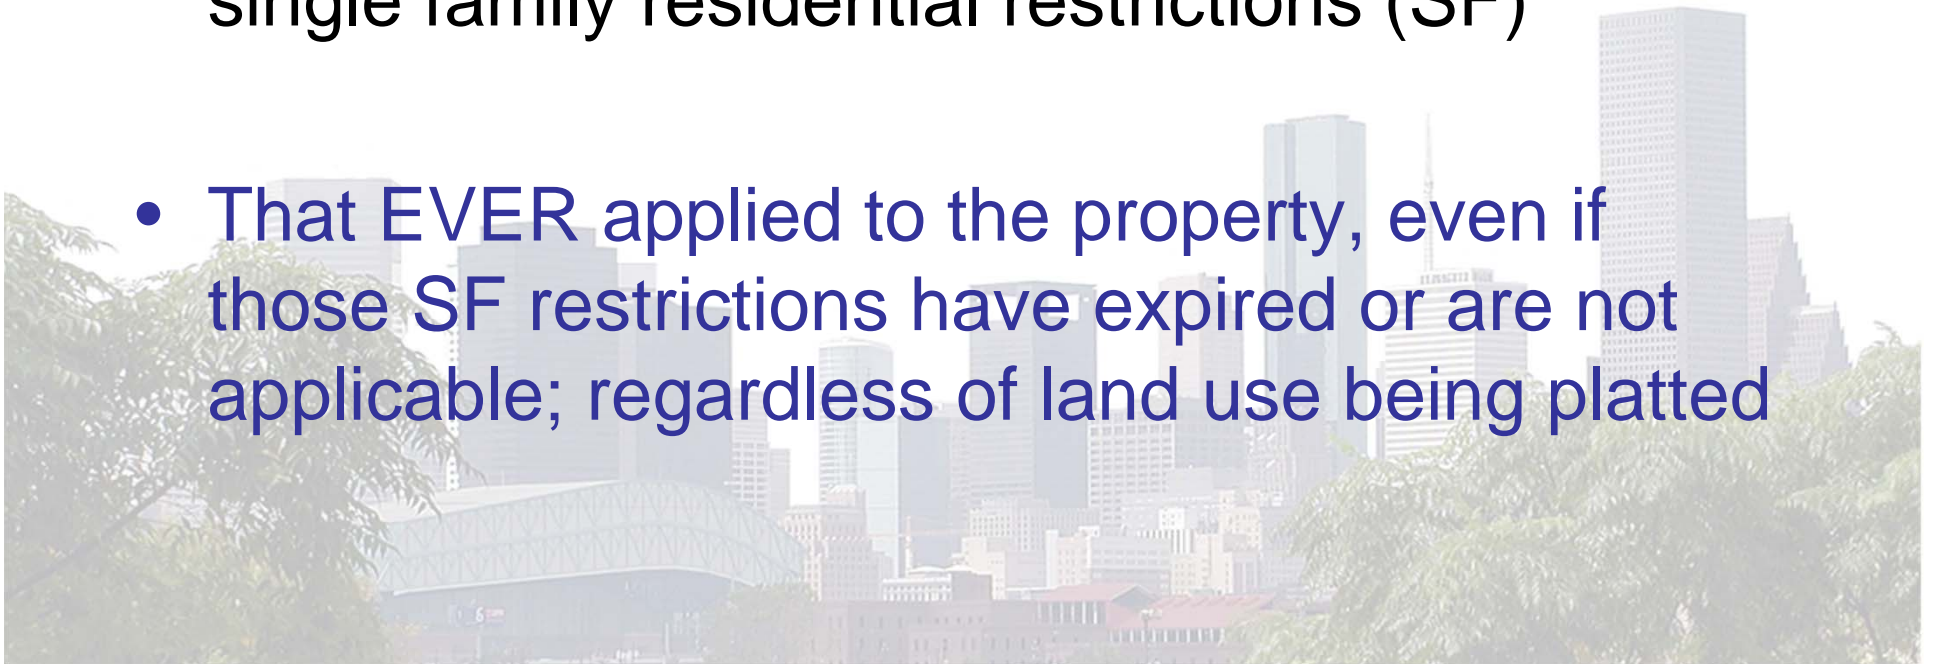 single family residential restrictions (SF)
• That EVER applied to the property, even if
those SF restrictions have expired or are not
applicable; regardless of land use being platted